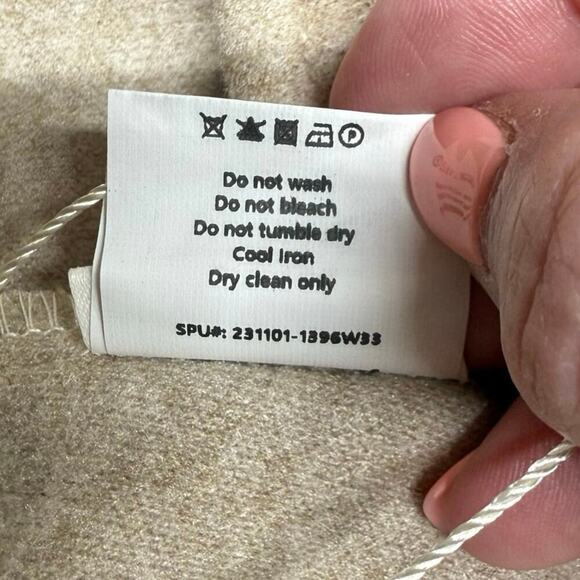 P
Do not wash
Do not bleach
Do not tumble dry
Cool Iron
Dry clean only
SPU#: 231101-1396W33